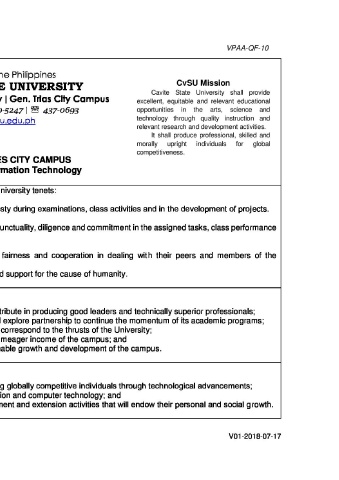 VPAA-QF-10
he Philippines
E UNIVERSITY
y | Gen. Trias City Campus
0-5247 | ☏ 437-0693
u.edu.ph
CvSU Mission
Cavite State University shall provide
excellent, equitable and relevant educational
opportunities in the arts, science and
technology through quality instruction and
relevant research and development activities.
It shall produce professional, skilled and
morally upright individuals for global
competitiveness.
ES CITY CAMPUS
rmation Technology
niversity tenets:
sty during examinations, class activities and in the development of projects.
punctuality, diligence and commitment in the assigned tasks, class performance
fairness and cooperation in dealing with their peers and members of the
d support for the cause of humanity.
tribute in producing good leaders and technically superior professionals;
d explore partnership to continue the momentum of its academic programs;
correspond to the thrusts of the University;
meager income of the campus; and
nable growth and development of the campus.
g globally competitive individuals through technological advancements;
ion and computer technology; and
ment and extension activities that will endow their personal and social growth.
V01-2018-07-17